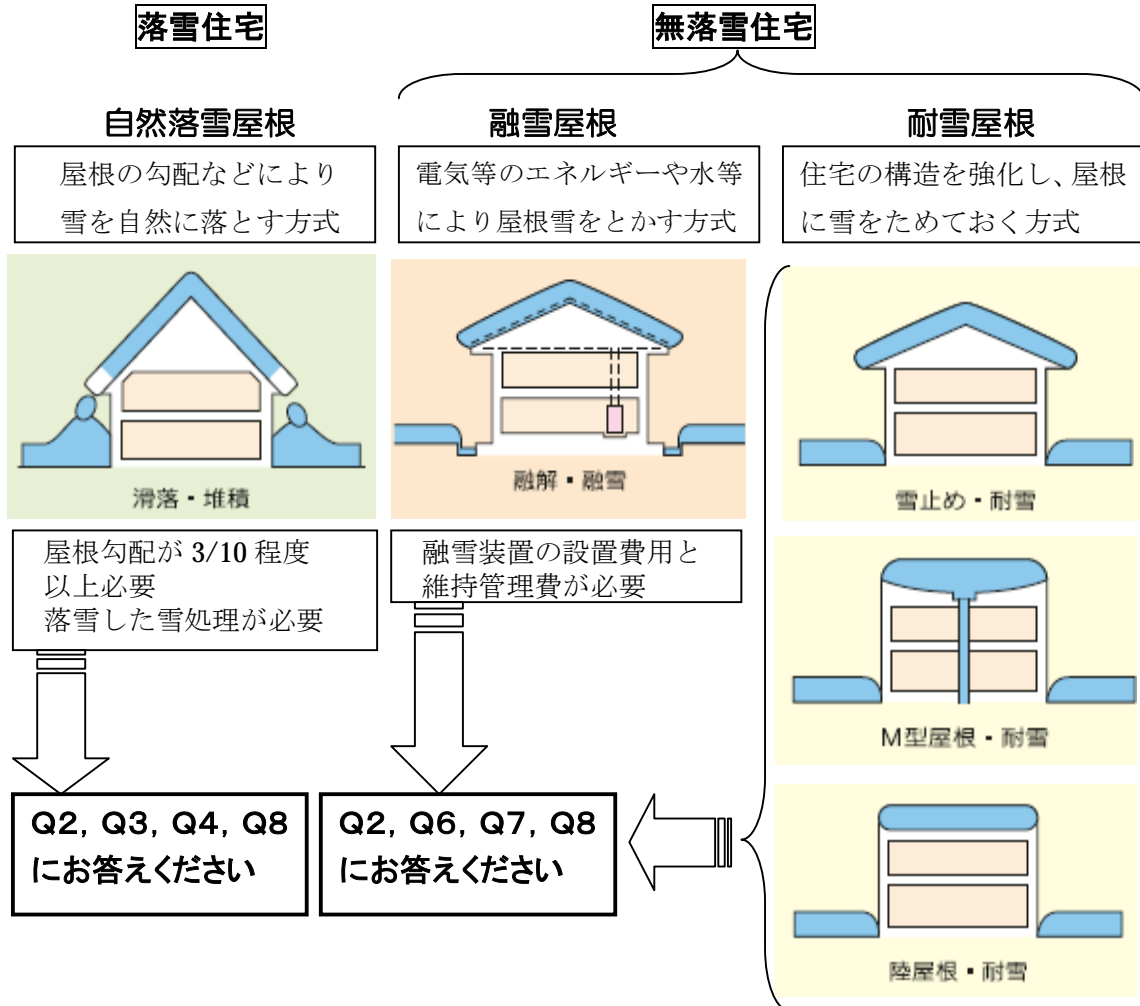 落雪住宅
無落雪住宅
自然落雪屋根
屋根の勾配などにより
雪を自然に落とす方式
融雪屋根
電気等のエネルギーや水等
により屋根雪をとかす方式
耐雪屋根
住宅の構造を強化し、屋根
に雪をためておく方式
滑落・堆積
屋根勾配が 3/10 程度
以上必要
落雪した雪処理が必要
融解・融雪
融雪装置の設置費用と
維持管理費が必要
雪止め・耐雪
M型屋根・耐雪
陸屋根・耐雪
Q2, Q3, Q4, Q8
にお答えください
Q2, Q6, Q7, Q8
にお答えください